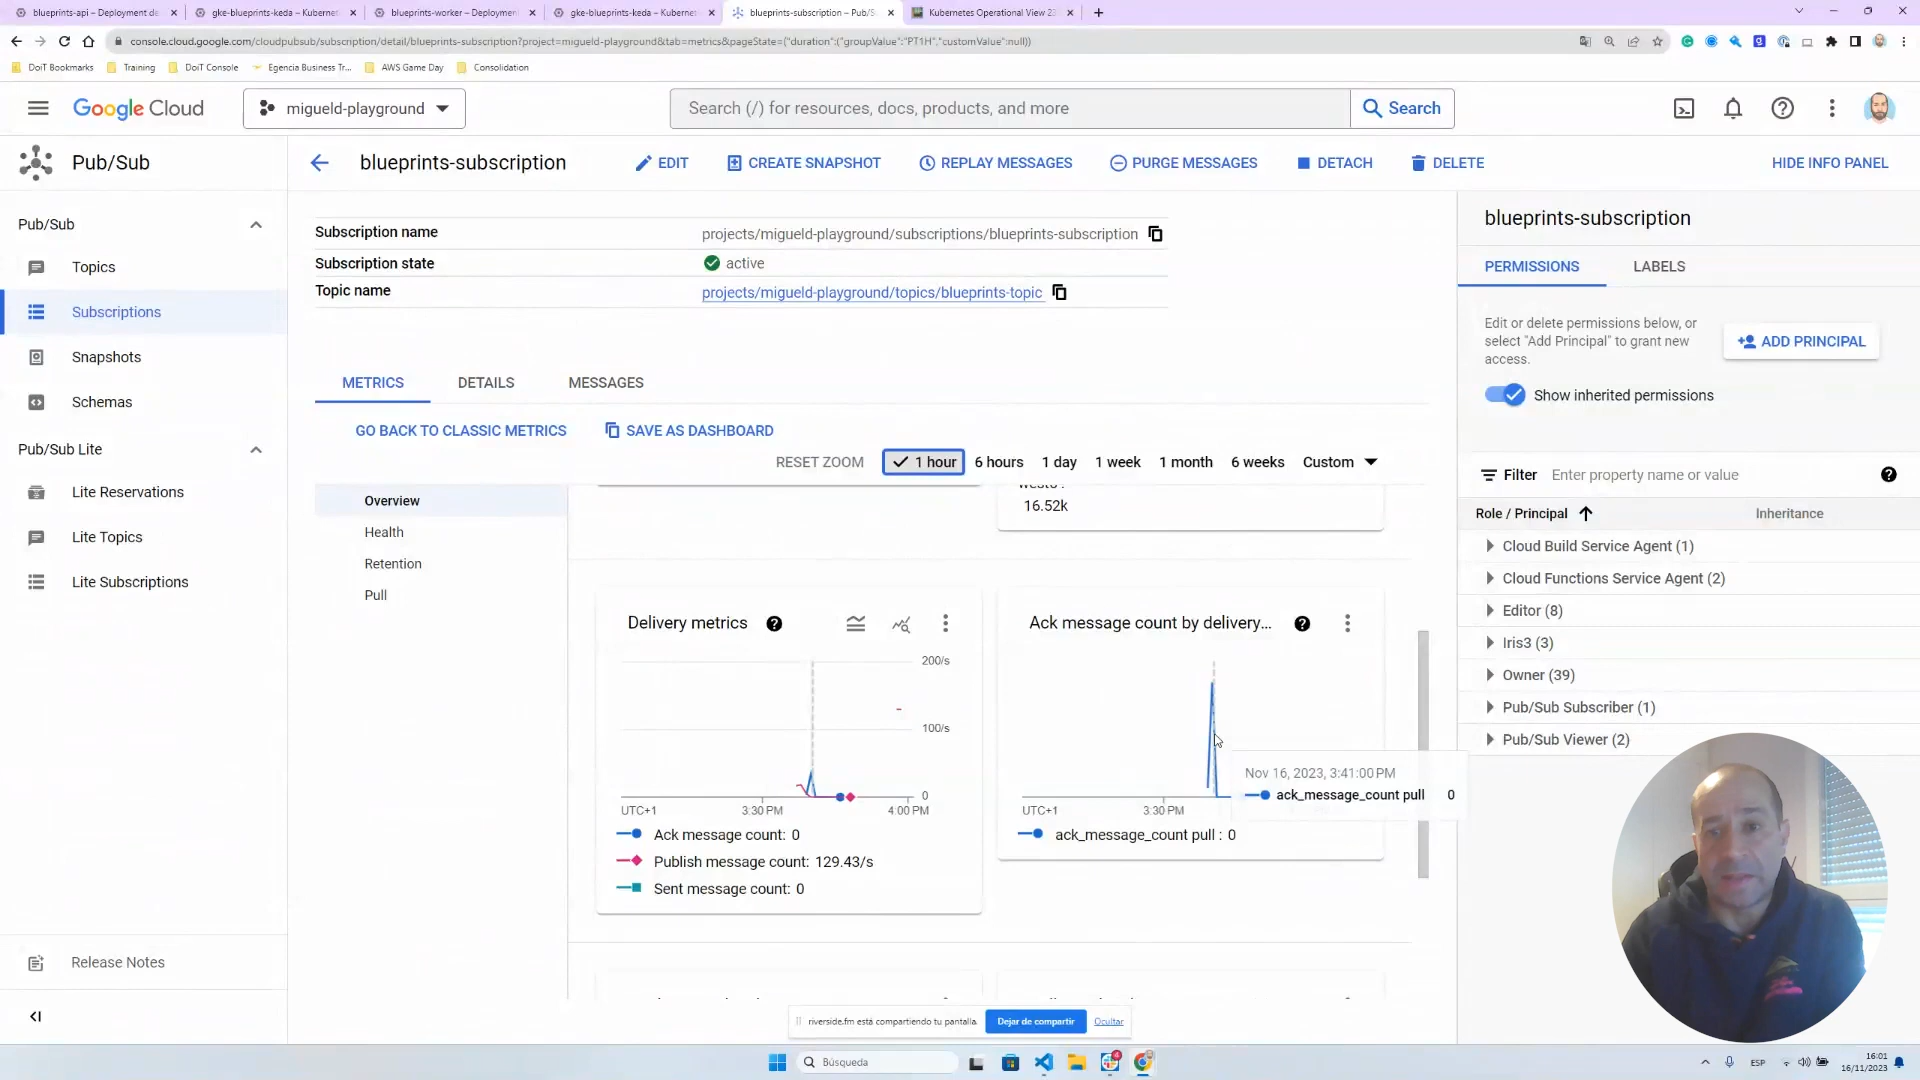 blueprints-api – Deployment de
gke-blueprints-keda – Kubernet
blueprints-worker – Deployment
gke-blueprints-keda – Kubernet
blueprints-subscription – Pub/S
Kubernetes Operational View 23
console.cloud.google.com/cloudpubsub/subscription/detail/blueprints-subscription?project=migueld-playground&tab=metrics&pageState=("duration":("groupValue":"PT1H","customValue":null))
DoiT Bookmarks
Training
DoiT Console
Egencia Business Tr...
AWS Game Day
Consolidation
Google Cloud
migueld-playground
Search (/) for resources, docs, products, and more
Search
Pub/Sub
blueprints-subscription
EDIT
CREATE SNAPSHOT
REPLAY MESSAGES
PURGE MESSAGES
DETACH
DELETE
HIDE INFO PANEL
Pub/Sub
Topics
Subscriptions
Snapshots
Schemas
Pub/Sub Lite
Lite Reservations
Lite Topics
Lite Subscriptions
Release Notes
Subscription name
projects/migueld-playground/subscriptions/blueprints-subscription
Subscription state
active
Topic name
projects/migueld-playground/topics/blueprints-topic
METRICS
DETAILS
MESSAGES
GO BACK TO CLASSIC METRICS
SAVE AS DASHBOARD
RESET ZOOM
1 hour
6 hours
1 day
1 week
1 month
6 weeks
Custom
Overview
Health
Retention
Pull
16.52k
Delivery metrics
200/s
100/s
0
UTC+1
3:30 PM
4:00 PM
Ack message count: 0
Publish message count: 129.43/s
Sent message count: 0
Ack message count by delivery...
UTC+1
3:30 PM
Nov 16, 2023, 3:41:00 PM
ack_message_count pull 0
ack_message_count pull : 0
blueprints-subscription
PERMISSIONS
LABELS
Edit or delete permissions below, or
select "Add Principal" to grant new
access.
ADD PRINCIPAL
Show inherited permissions
Filter
Enter property name or value
Role / Principal
Inheritance
Cloud Build Service Agent (1)
Cloud Functions Service Agent (2)
Editor (8)
Iris3 (3)
Owner (39)
Pub/Sub Subscriber (1)
Pub/Sub Viewer (2)
riverside.fm está compartiendo tu pantalla.
Dejar de compartir
Ocultar
Búsqueda
ESP
16:01
16/11/2023